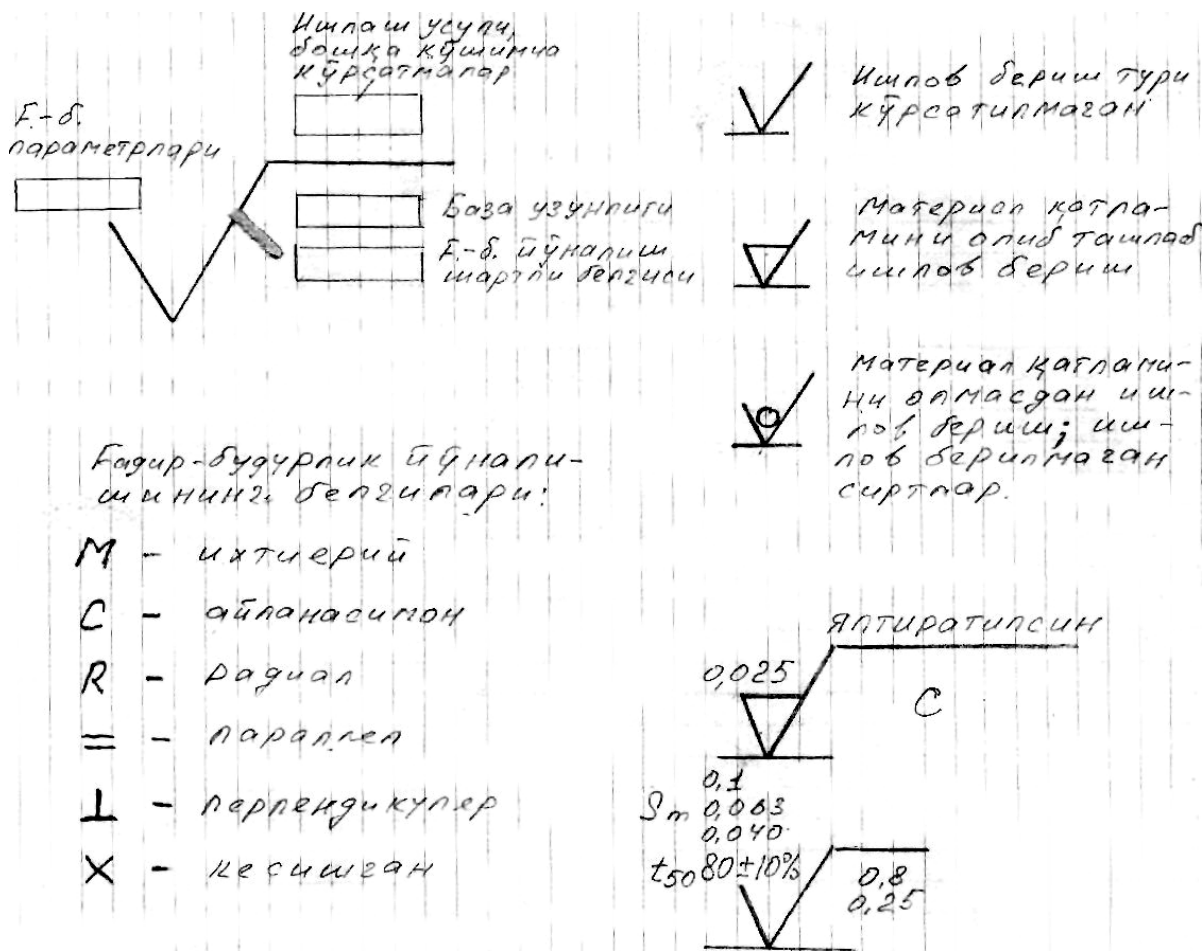 Ишлаш усули,
бошқа қўшимча
кўрсатмалар
Ғ.-б.
параметрлари
База узунлиги
Ғ.-б. йўналиш
шартли белгиси
Ишлов бериш тури
кўрсатилмаган
Материал қатла-
мини олиб ташлаб
ишлов бериш
Материал қатлами-
ни олмасдан иш-
лов бериш; иш-
лов берилмаган
сиртлар.
Ғадир-будурлик йўнали-
шининг белгилари:
M - ихтиерий
C - айланасимон
R - радиал
= - параллел
⊥ - перпендикуляр
X - кесишган
Ялтиратилсин
0,025
C
0,1
Sm 0,063
0,040
t50 80±10%
0,8
0,25